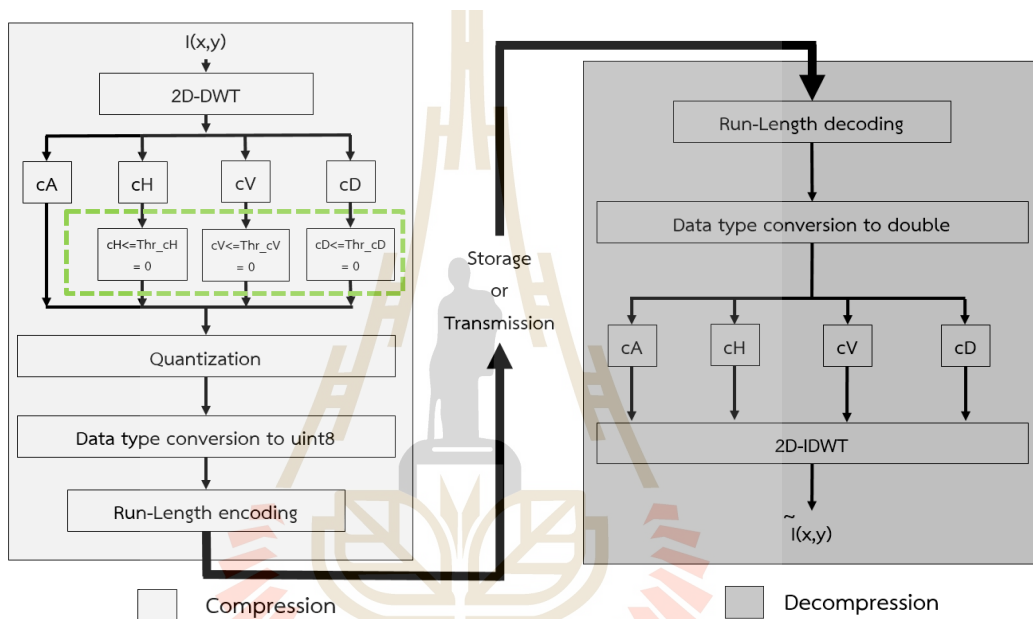 I(x,y)
2D-DWT
cA
cH
cV
cD
cH<=Thr_cH
= 0
cV<=Thr_cV
= 0
cD<=Thr_cD
= 0
Quantization
Data type conversion to uint8
Run-Length encoding
Compression
Storage
or
Transmission
Run-Length decoding
Data type conversion to double
cA
cH
cV
cD
2D-IDWT
~
I(x,y)
Decompression